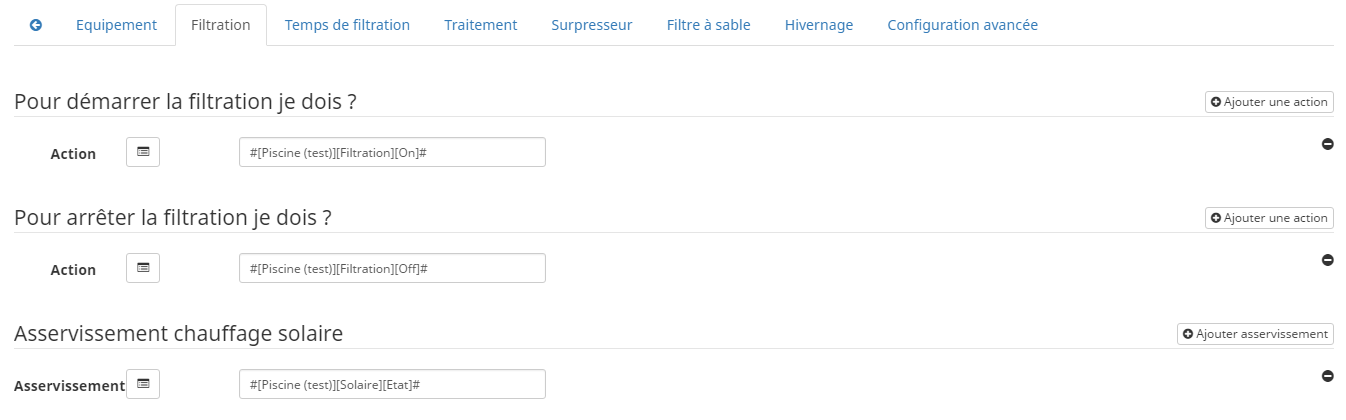 Equipement Filtration Temps de filtration Traitement Surpresseur Filtre à sable Hivernage Configuration avancée
Pour démarrer la filtration je dois ? Ajouter une action
Action #[Piscine (test)][Filtration][On]#
Pour arrêter la filtration je dois ? Ajouter une action
Action #[Piscine (test)][Filtration][Off]#
Asservissement chauffage solaire Ajouter asservissement
Asservissement #[Piscine (test)][Solaire][Etat]#